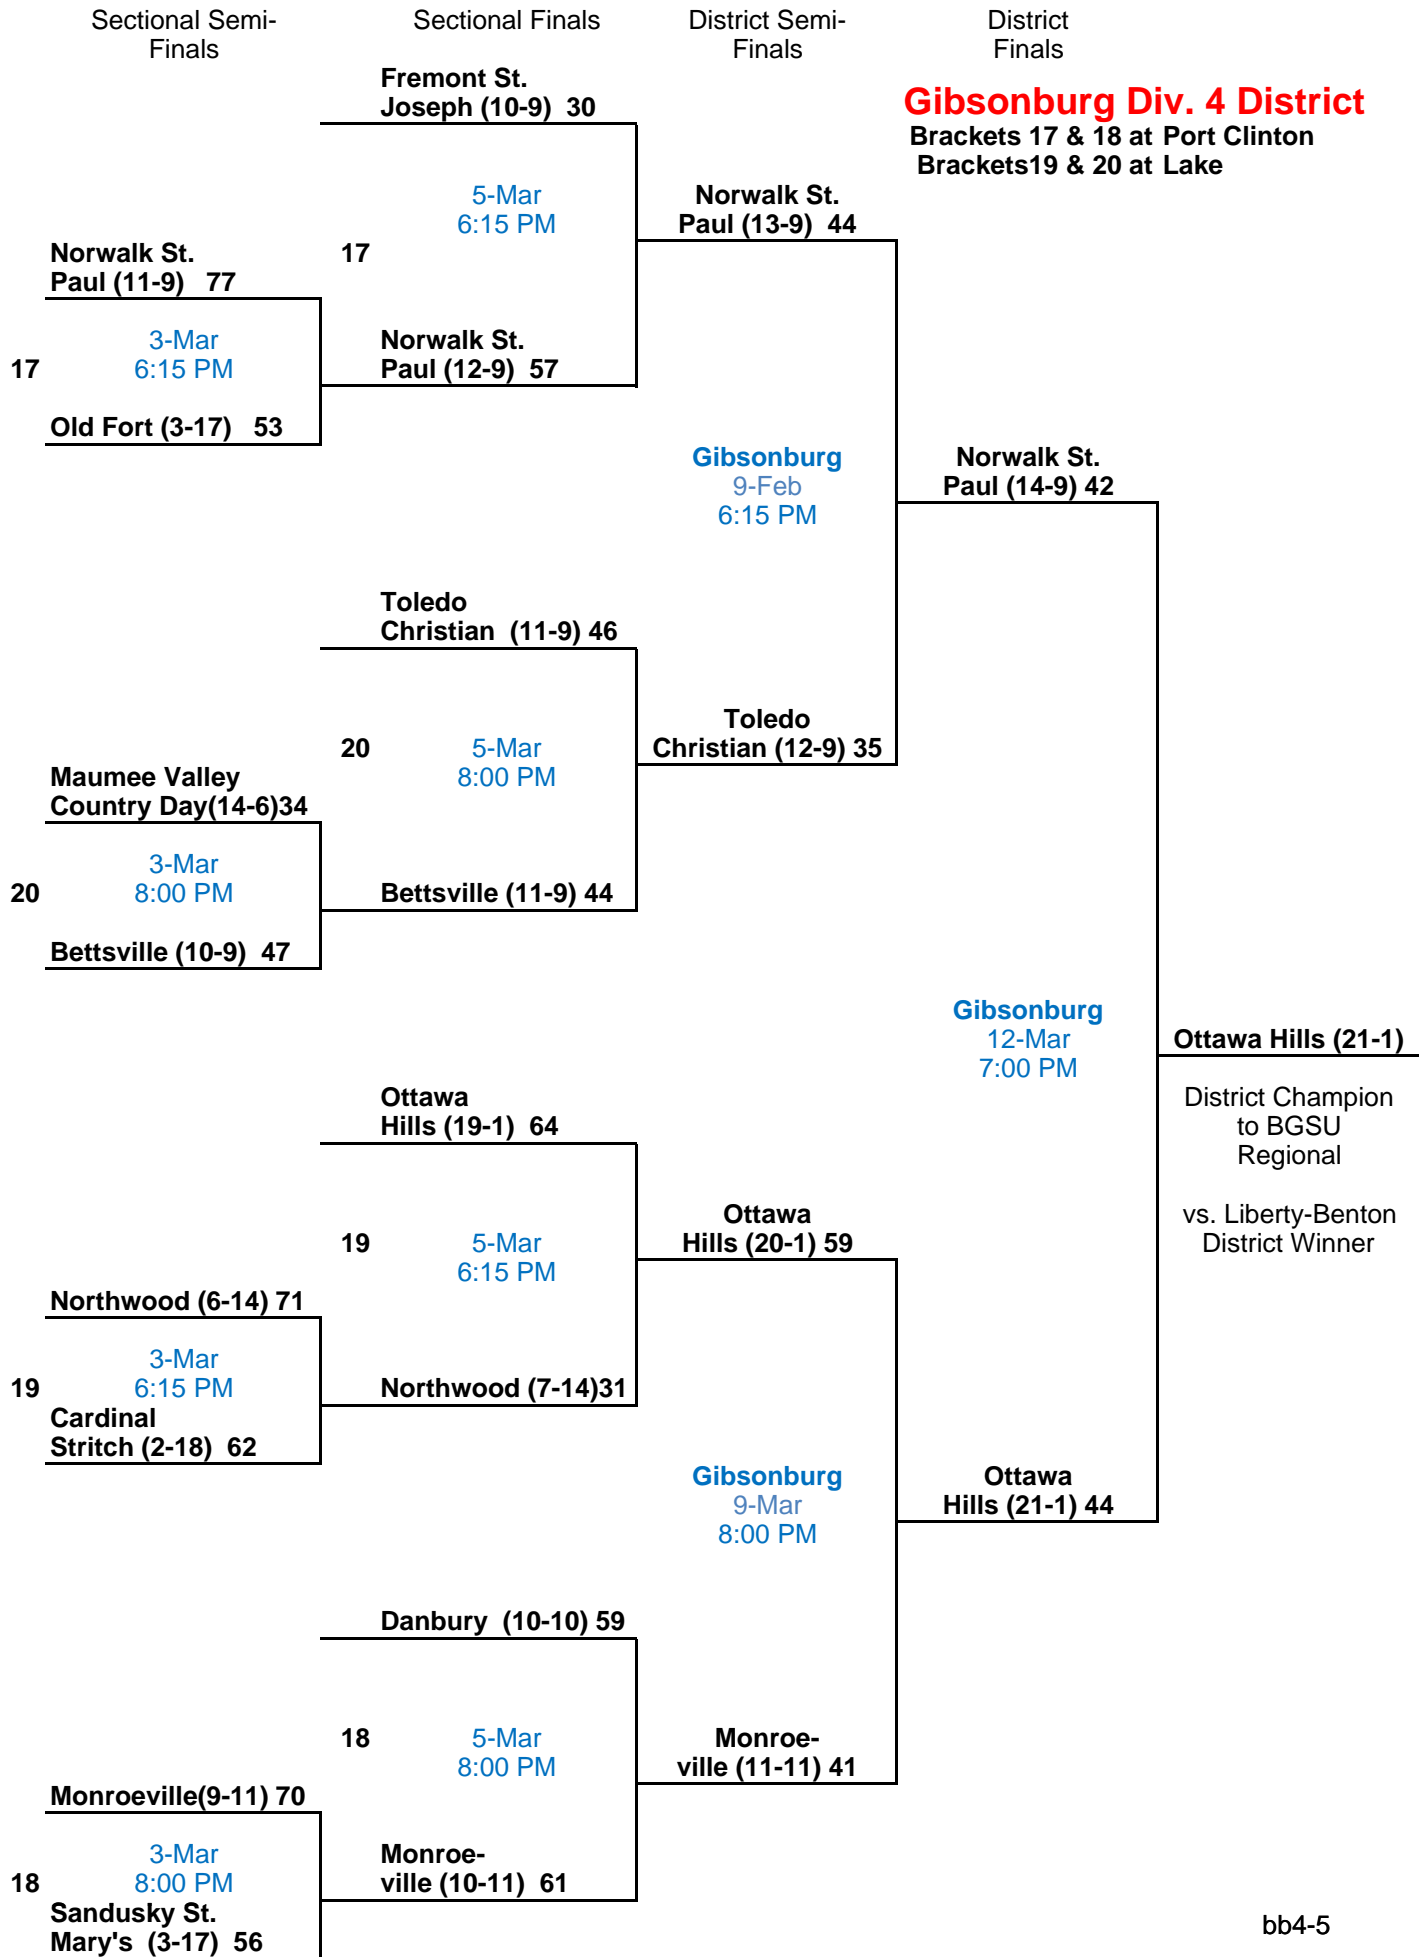 Sectional Semi-
Finals
Sectional Finals
District Semi-
Finals
District
Finals
Gibsonburg Div. 4 District
Brackets 17 & 18 at Port Clinton
Brackets19 & 20 at Lake
Fremont St.
Joseph (10-9) 30
5-Mar
6:15 PM
17
Norwalk St.
Paul (13-9) 44
Norwalk St.
Paul (11-9) 77
3-Mar
6:15 PM
17
Norwalk St.
Paul (12-9) 57
Old Fort (3-17) 53
Gibsonburg
9-Feb
6:15 PM
Norwalk St.
Paul (14-9) 42
Toledo
Christian (11-9) 46
20
5-Mar
8:00 PM
Toledo
Christian (12-9) 35
Maumee Valley
Country Day(14-6)34
3-Mar
8:00 PM
20
Bettsville (11-9) 44
Bettsville (10-9) 47
Gibsonburg
12-Mar
7:00 PM
Ottawa Hills (21-1)
District Champion
to BGSU
Regional
vs. Liberty-Benton
District Winner
Ottawa
Hills (19-1) 64
19
5-Mar
6:15 PM
Ottawa
Hills (20-1) 59
Northwood (6-14) 71
3-Mar
6:15 PM
19
Northwood (7-14)31
Cardinal
Stritch (2-18) 62
Gibsonburg
9-Mar
8:00 PM
Ottawa
Hills (21-1) 44
Danbury (10-10) 59
18
5-Mar
8:00 PM
Monroe-
ville (11-11) 41
Monroeville(9-11) 70
3-Mar
8:00 PM
18
Monroe-
ville (10-11) 61
Sandusky St.
Mary's (3-17) 56
bb4-5